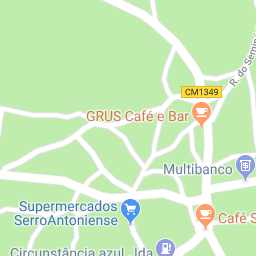 R. do Semin
CM1349
GRUS Café e Bar
Multibanco
Supermercados
SerroAntoniense
Café S
Circunstância azul, lda